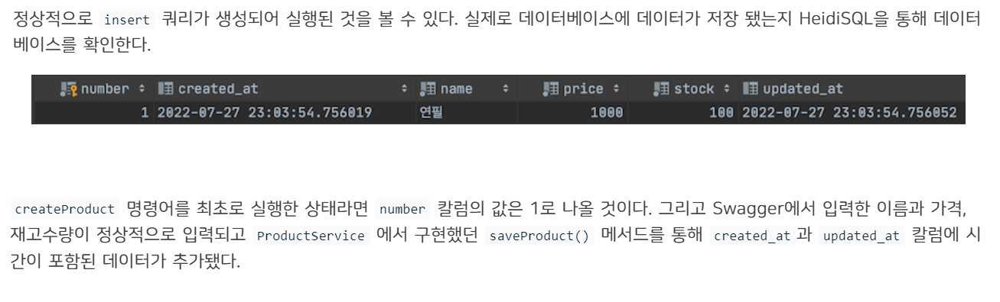 정상적으로 insert 쿼리가 생성되어 실행된 것을 볼 수 있다. 실제로 데이터베이스에 데이터가 저장 됐는지 HeidiSQL을 통해 데이터
베이스를 확인한다.
number created_at name price stock updated_at
1 2022-07-27 23:03:54.756019 연필 1000 100 2022-07-27 23:03:54.756052
createProduct 명령어를 최초로 실행한 상태라면 number 칼럼의 값은 1로 나올 것이다. 그리고 Swagger에서 입력한 이름과 가격,
재고수량이 정상적으로 입력되고 ProductService 에서 구현했던 saveProduct() 메서드를 통해 created_at 과 updated_at 칼럼에 시
간이 포함된 데이터가 추가됐다.